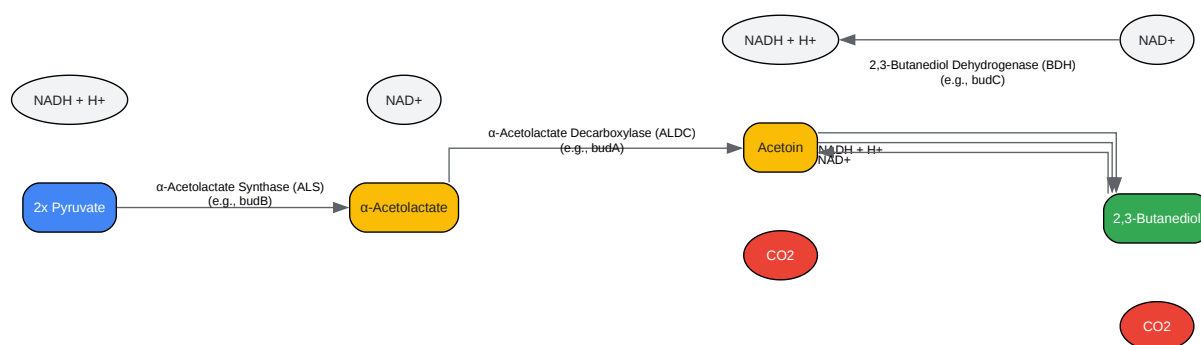 NADH + H+
NAD+
2,3-Butanediol Dehydrogenase (BDH)
(e.g., budC)
NADH + H+
NAD+
α-Acetolactate Decarboxylase (ALDC)
(e.g., budA)
Acetoin
NADH + H+
NAD+
α-Acetolactate Synthase (ALS)
(e.g., budB)
2x Pyruvate
α-Acetolactate
2,3-Butanediol
CO2
CO2